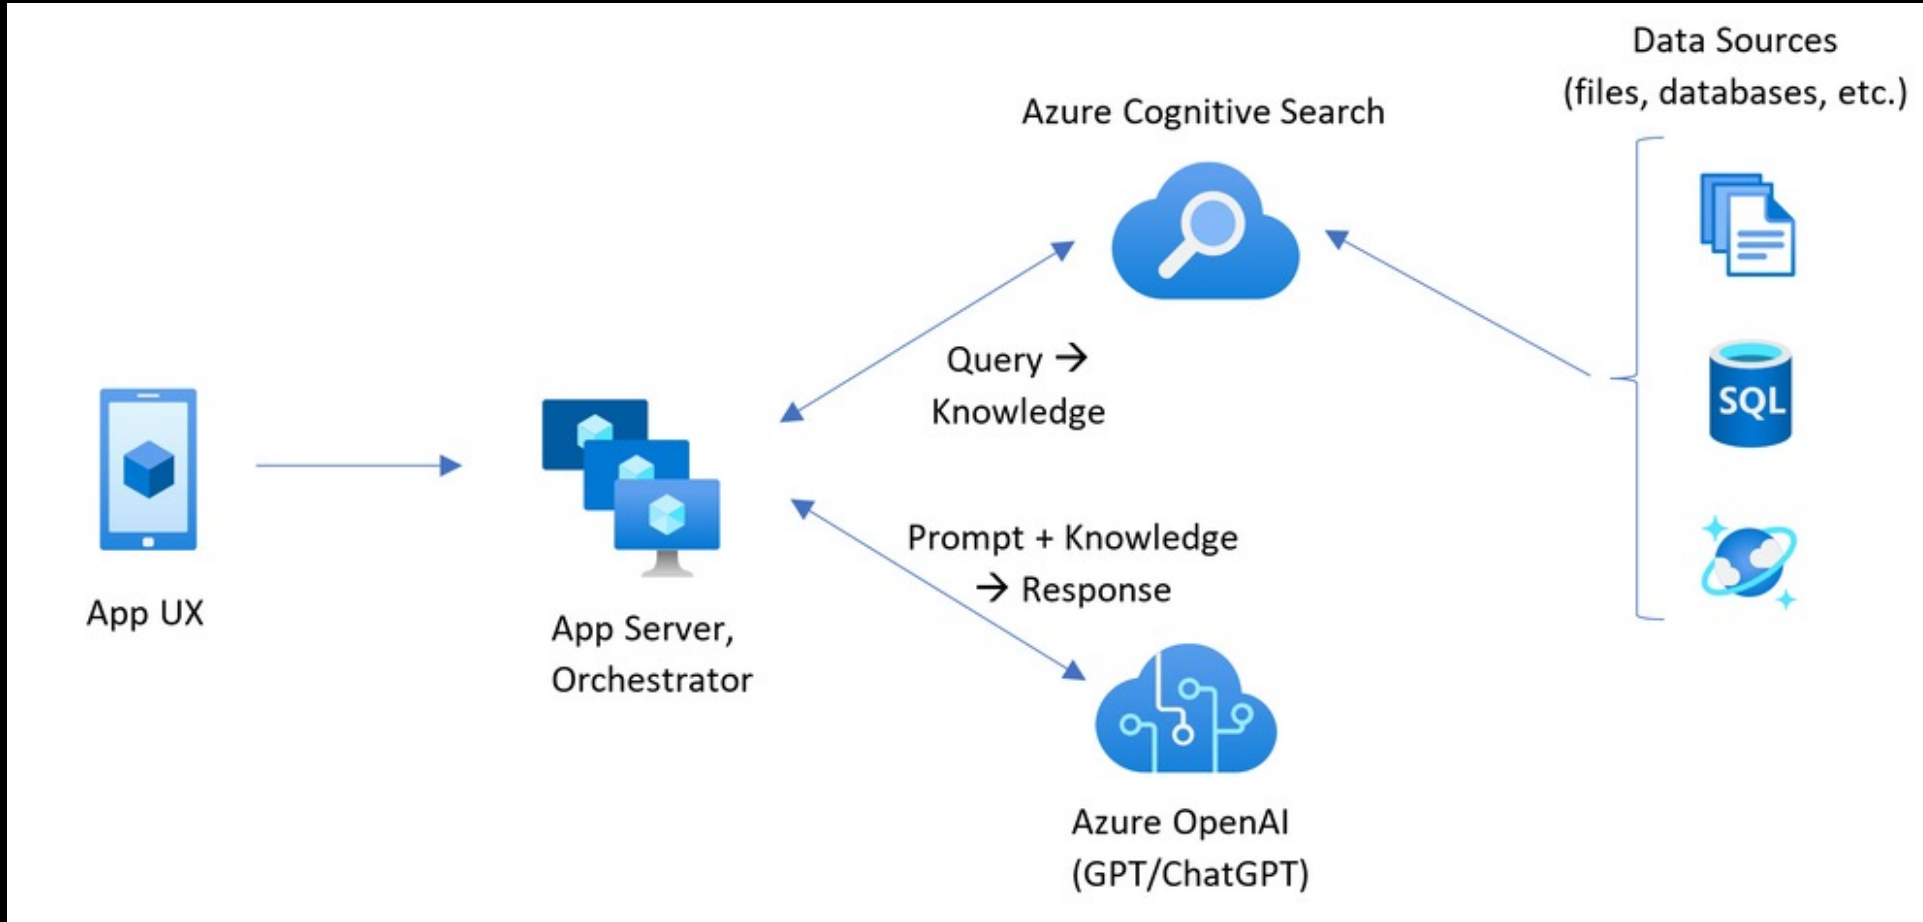 Data Sources
(files, databases, etc.)
Azure Cognitive Search
Query →
Knowledge
SQL
App UX
App Server,
Orchestrator
Prompt + Knowledge
→ Response
Azure OpenAI
(GPT/ChatGPT)